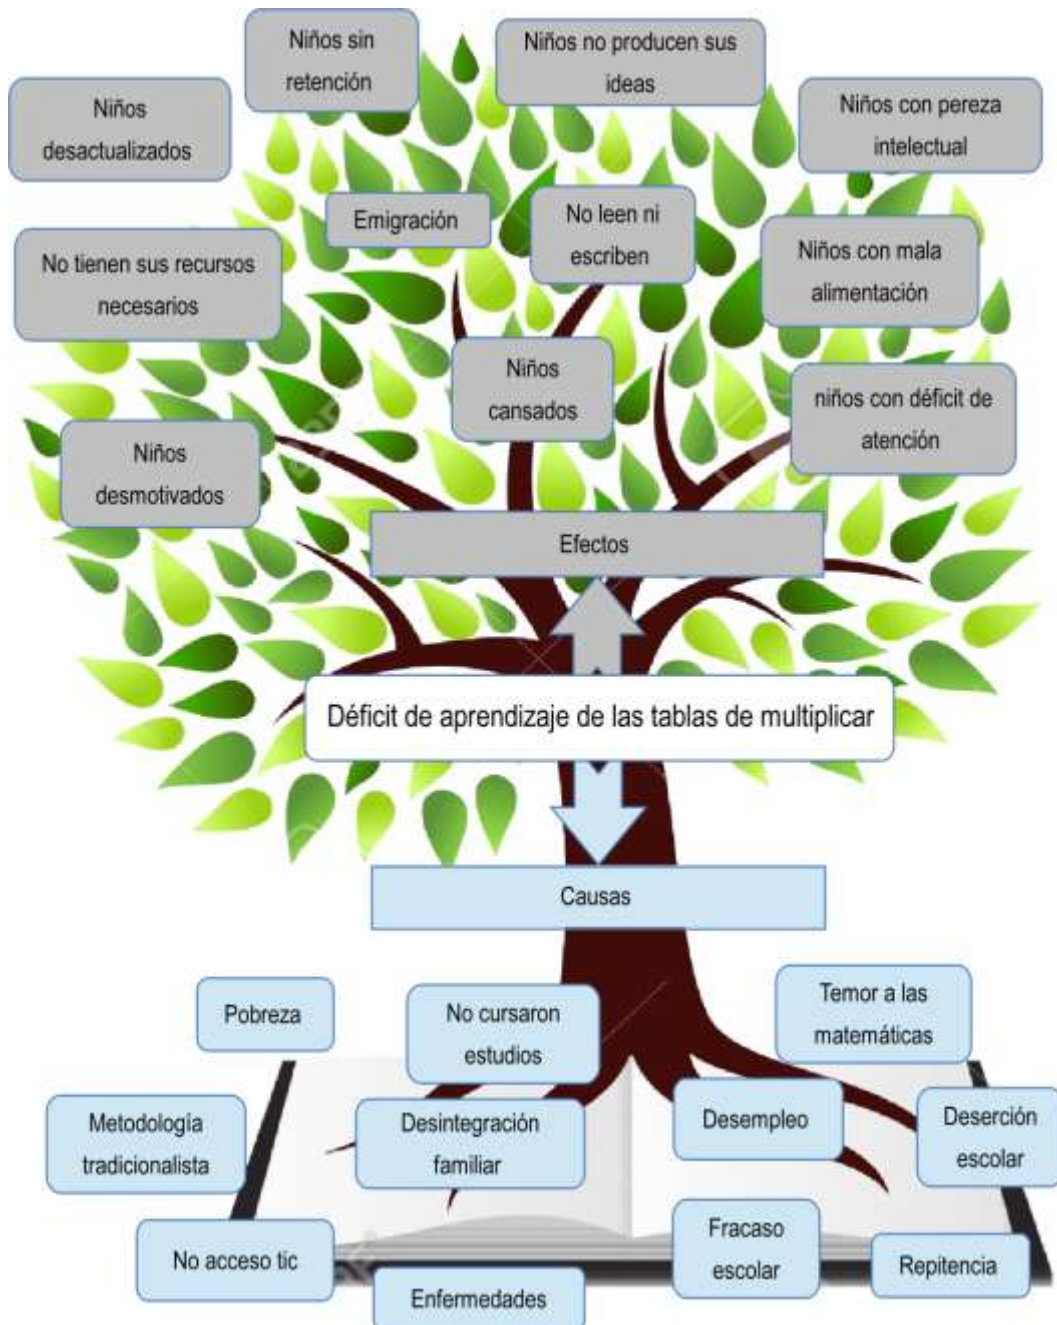 Niños sin
retención
Niños no producen sus
ideas
Niños
desactualizados
Niños con pereza
intelectual
Emigración
No leen ni
escriben
No tienen sus recursos
necesarios
Niños con mala
alimentación
Niños
cansados
niños con déficit de
atención
Niños
desmotivados
Efectos
Déficit de aprendizaje de las tablas de multiplicar
Causas
Pobreza
No cursaron
estudios
Temor a las
matemáticas
Metodología
tradicionalista
Desintegración
familiar
Desempleo
Deserción
escolar
No acceso tic
Enfermedades
Fracaso
escolar
Repitencia